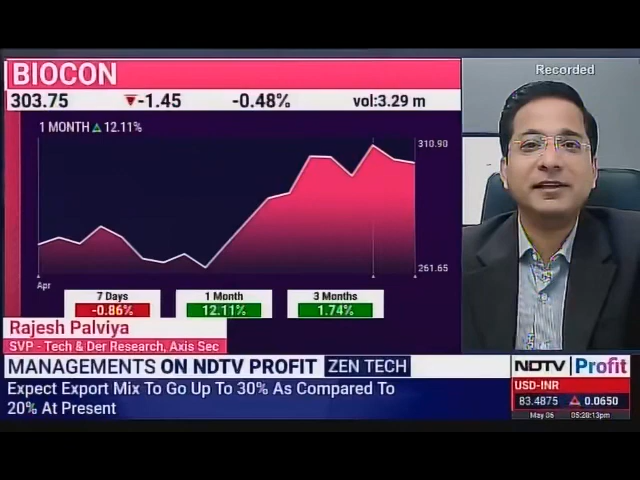 Recorded
BIOCON
303.75 ▼-1.45 -0.48% vol:3.29 m
1 MONTH ▲ 12.11%
310.90
261.65
Apr
7 Days 1 Month 3 Months
-0.86% 12.11% 1.74%
Rajesh Palviya
SVP - Tech & Der Research, Axis Sec
MANAGEMENTS ON NDTV PROFIT ZEN TECH
Expect Export Mix To Go Up To 30% As Compared To
20% At Present
NDTV Profit
USD-INR
83.4875 ▲ 0.0650
May 06 05:28:13pm